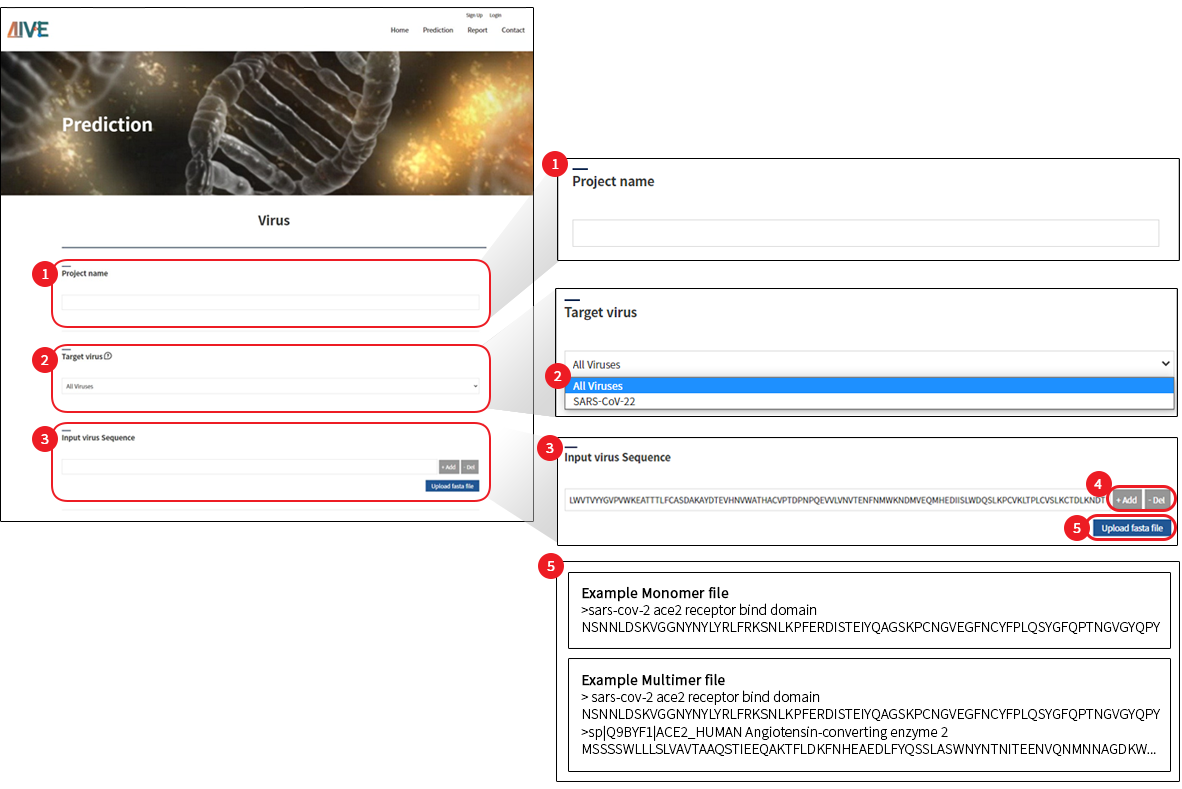 AIVE
Sign Up Login
Home Prediction Report Contact
Prediction
Virus
1
Project name
2
Target virus?
All Viruses
3
Input virus Sequence
+ Add - Del
Upload fasta file
1
Project name
Target virus
All Viruses
2
All Viruses
SARS-CoV-22
3
Input virus Sequence
4
LWVTVYYGVPVWKEATTTLFCASDAKAYDTEVHNVWATHACVPTDPNPQEVVLVNVTENFNMWKNDMVEQMHEDIISLWDQSLKPCVKLTPLCVSLKCTDLKNDT + Add - Del
5
Upload fasta file
5
Example Monomer file
>sars-cov-2 ace2 receptor bind domain
NSNNLDSKVGGNYNYLYRLFRKSNLKPFERDISTEIYQAGSKPCNGVEGFNCYFPLQSYGFQPTNGVGYQPY
Example Multimer file
> sars-cov-2 ace2 receptor bind domain
NSNNLDSKVGGNYNYLYRLFRKSNLKPFERDISTEIYQAGSKPCNGVEGFNCYFPLQSYGFQPTNGVGYQPY
>sp|Q9BYF1|ACE2_HUMAN Angiotensin-converting enzyme 2
MSSSSWLLLSLVAVTAAQSTIEEQAKTFLDKFNHEAEDLFYQSSLASWNYNTNITEENVQNMNNAGDKW...